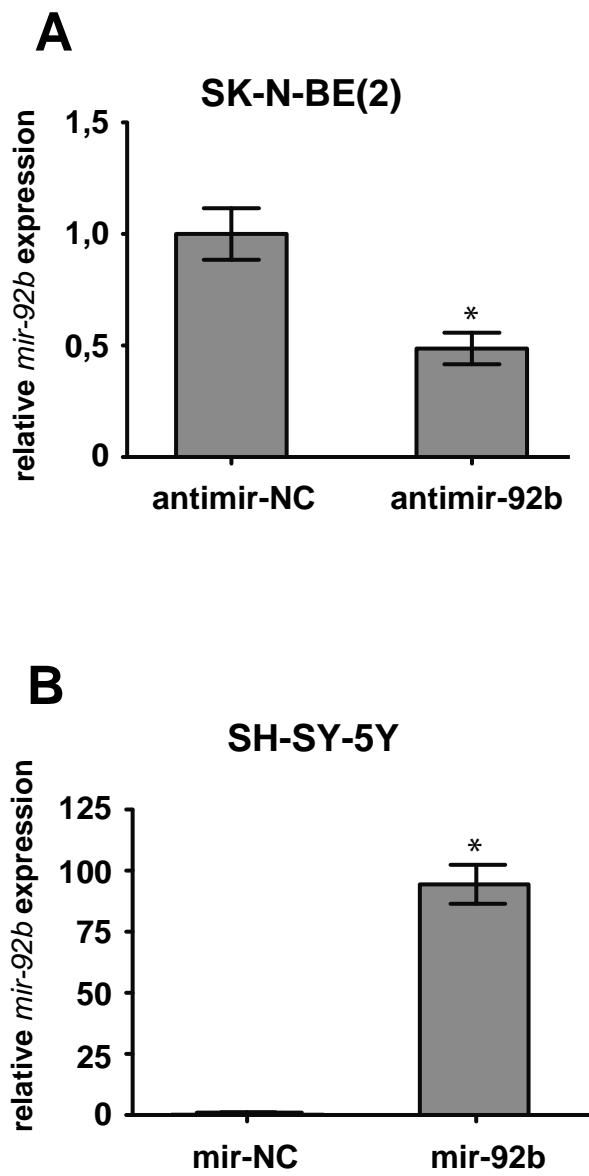 A
SK-N-BE(2)
relative mir-92b expression
1,5
1,0
0,5
0
*
antimir-NC antimir-92b
B
SH-SY-5Y
relative mir-92b expression
125
100
75
50
25
0
*
mir-NC mir-92b